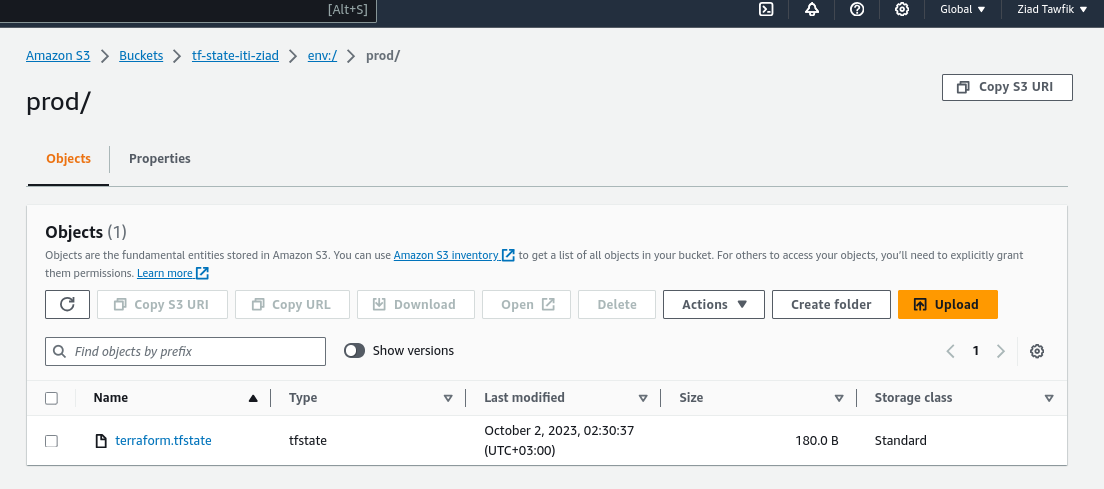 [Alt+S]
Global
Ziad Tawfik
Amazon S3
Buckets
tf-state-iti-ziad
env:/
prod/
prod/
Copy S3 URI
Objects
Properties
Objects (1)
Objects are the fundamental entities stored in Amazon S3. You can use Amazon S3 inventory to get a list of all objects in your bucket. For others to access your objects, you'll need to explicitly grant
them permissions. Learn more
Copy S3 URI
Copy URL
Download
Open
Delete
Actions
Create folder
Upload
Find objects by prefix
Show versions
1
Name
Type
Last modified
Size
Storage class
terraform.tfstate
tfstate
October 2, 2023, 02:30:37
(UTC+03:00)
180.0 B
Standard